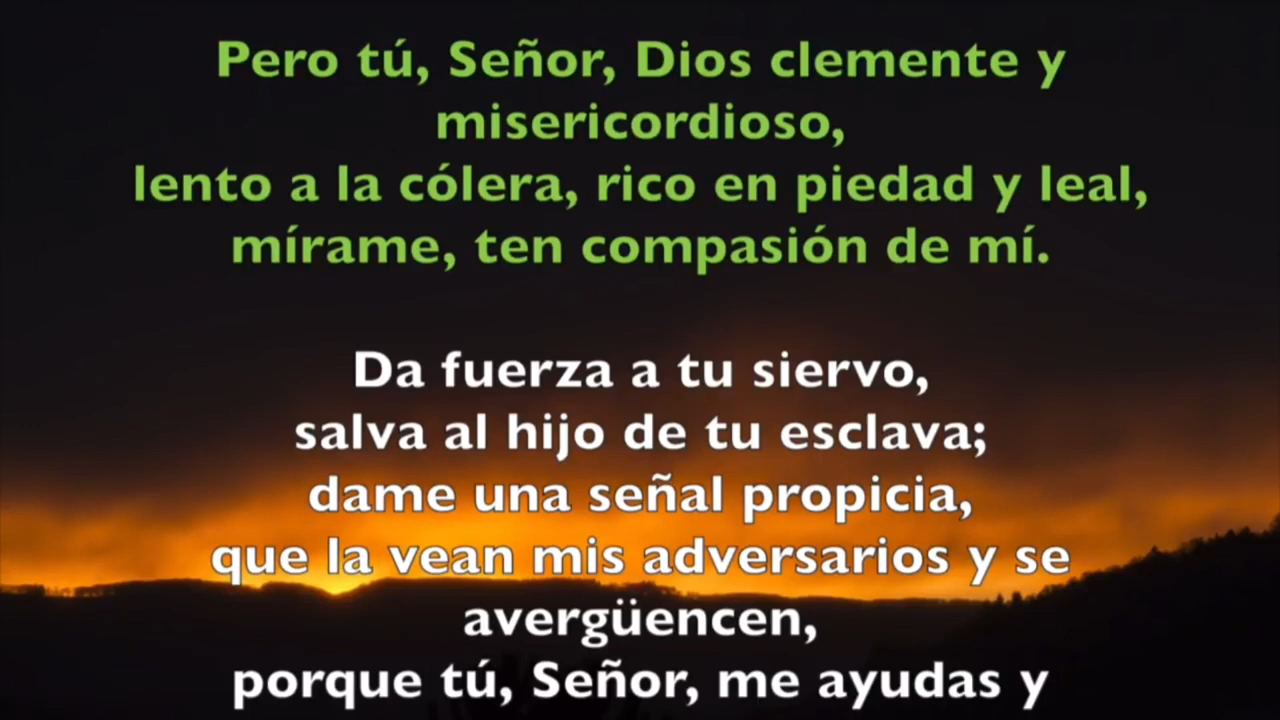 Pero tú, Señor, Dios clemente y
misericordioso,
lento a la cólera, rico en piedad y leal,
mírame, ten compasión de mí.
Da fuerza a tu siervo,
salva al hijo de tu esclava;
dame una señal propicia,
que la vean mis adversarios y se
avergüencen,
porque tú, Señor, me ayudas y